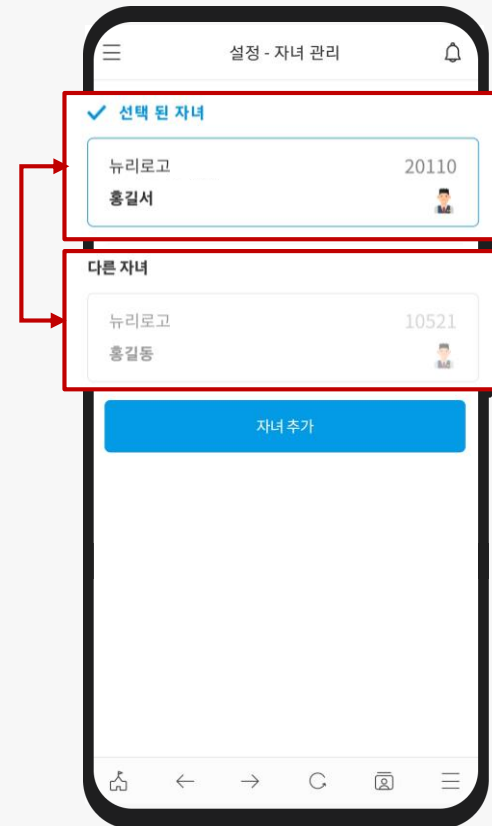 설정 - 자녀 관리
선택 된 자녀
뉴리로고 20110
홍길서
다른 자녀
뉴리로고 10521
홍길동
자녀 추가